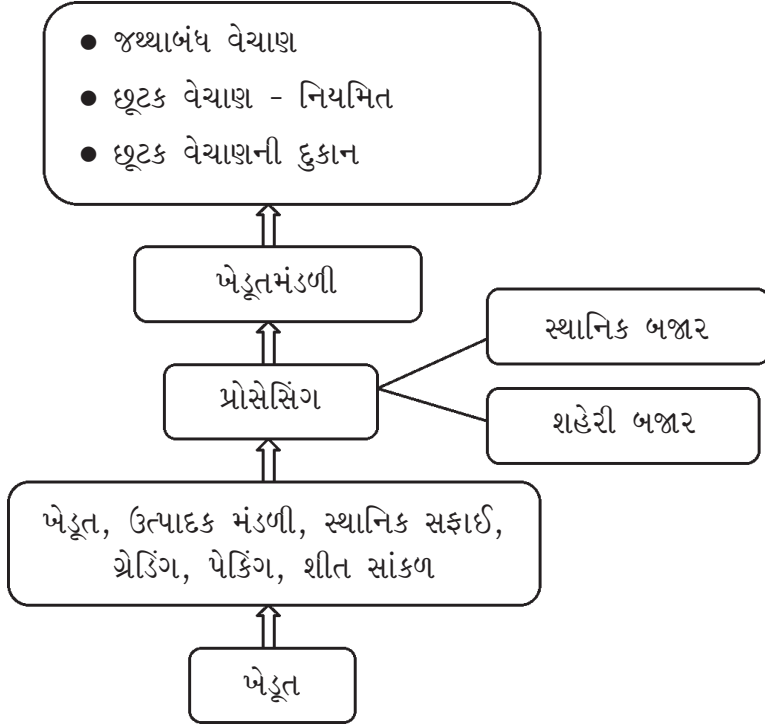 ● જથ્થાબંધ વેચાણ
● છૂટક વેચાણ - નિયમિત
● છૂટક વેચાણની દુકાન
ખેડૂતમંડળી
સ્થાનિક બજાર
પ્રોસેસિંગ
શહેરી બજાર
ખેડૂત, ઉત્પાદક મંડળી, સ્થાનિક સફાઈ,
ગ્રેડિંગ, પેકિંગ, શીત સાંકળ
ખેડૂત